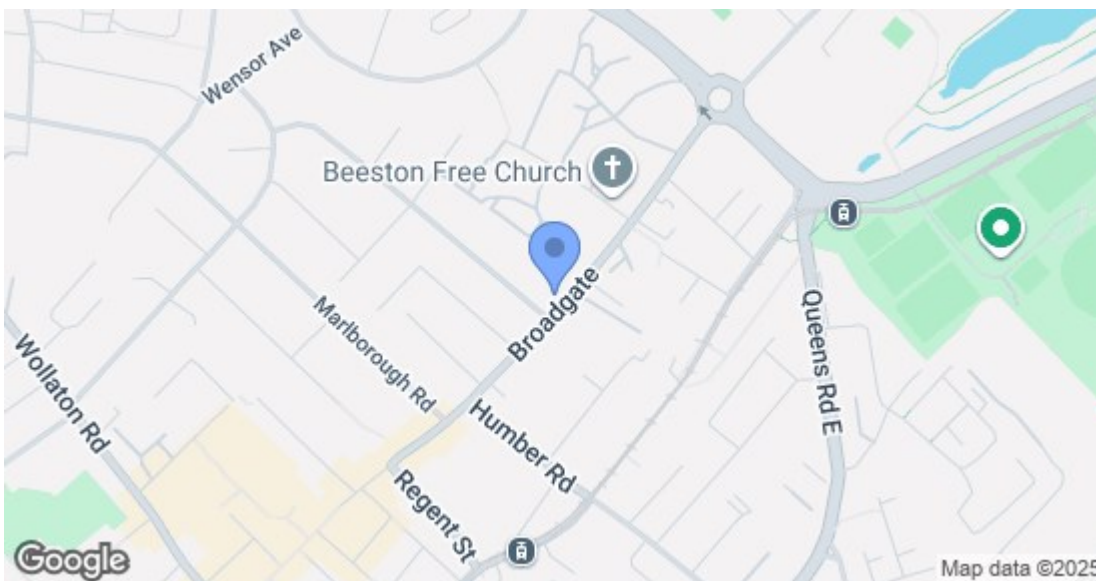 Wensor Ave
Beeston Free Church
Broadgate
Marlborough Rd
Queens Rd E
Wollaton Rd
Humber Rd
Regent St
Google
Map data ©2025